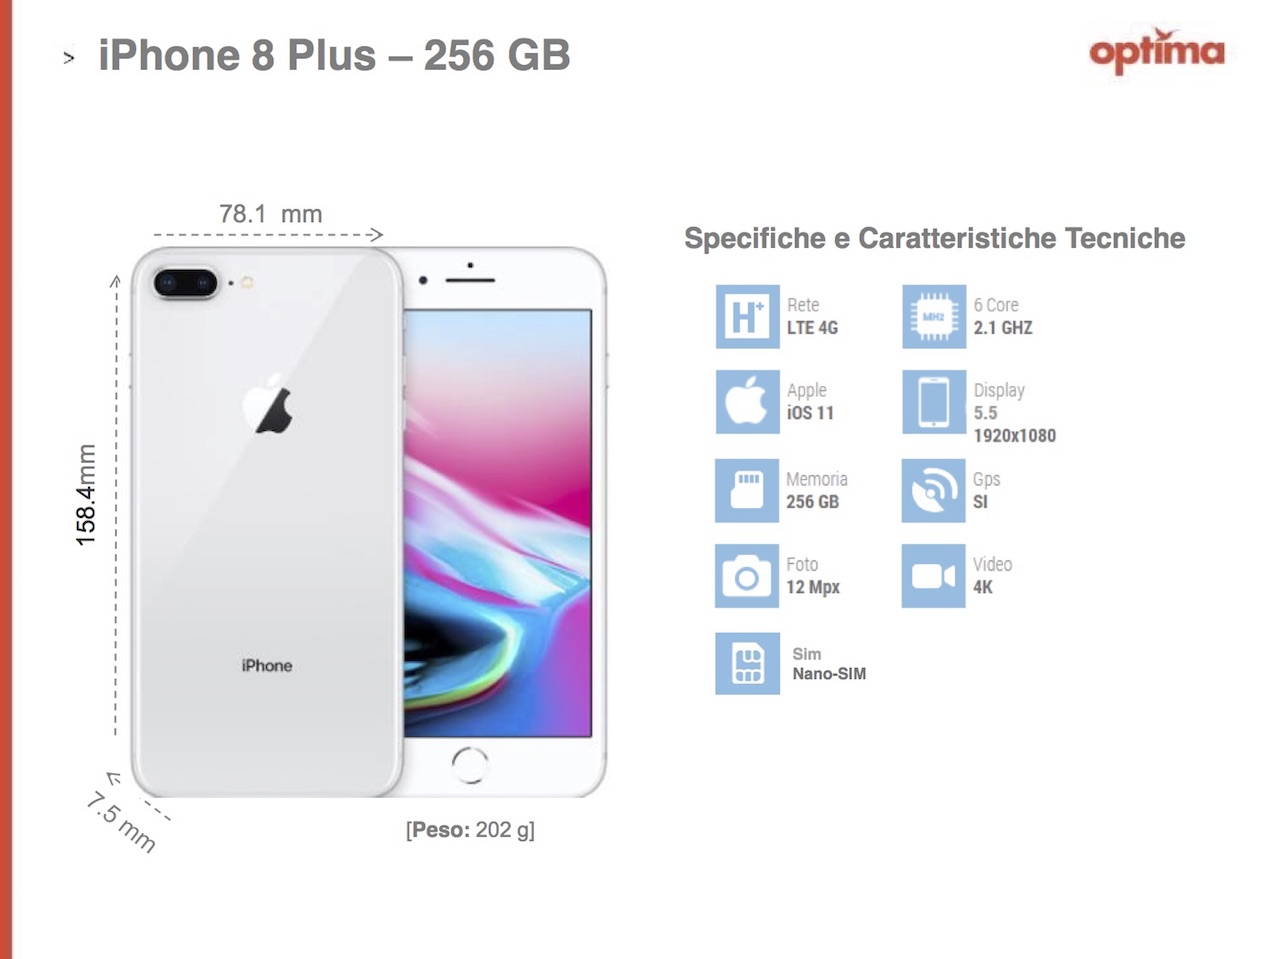 > iPhone 8 Plus – 256 GB
optima
78.1 mm
158.4mm
7.5 mm
iPhone
[Peso: 202 g]
Specifiche e Caratteristiche Tecniche
H+
Rete
LTE 4G
MHz
6 Core
2.1 GHZ
Apple
iOS 11
Display
5.5
1920x1080
Memoria
256 GB
Gps
SI
Foto
12 Mpx
Video
4K
Sim
Nano-SIM